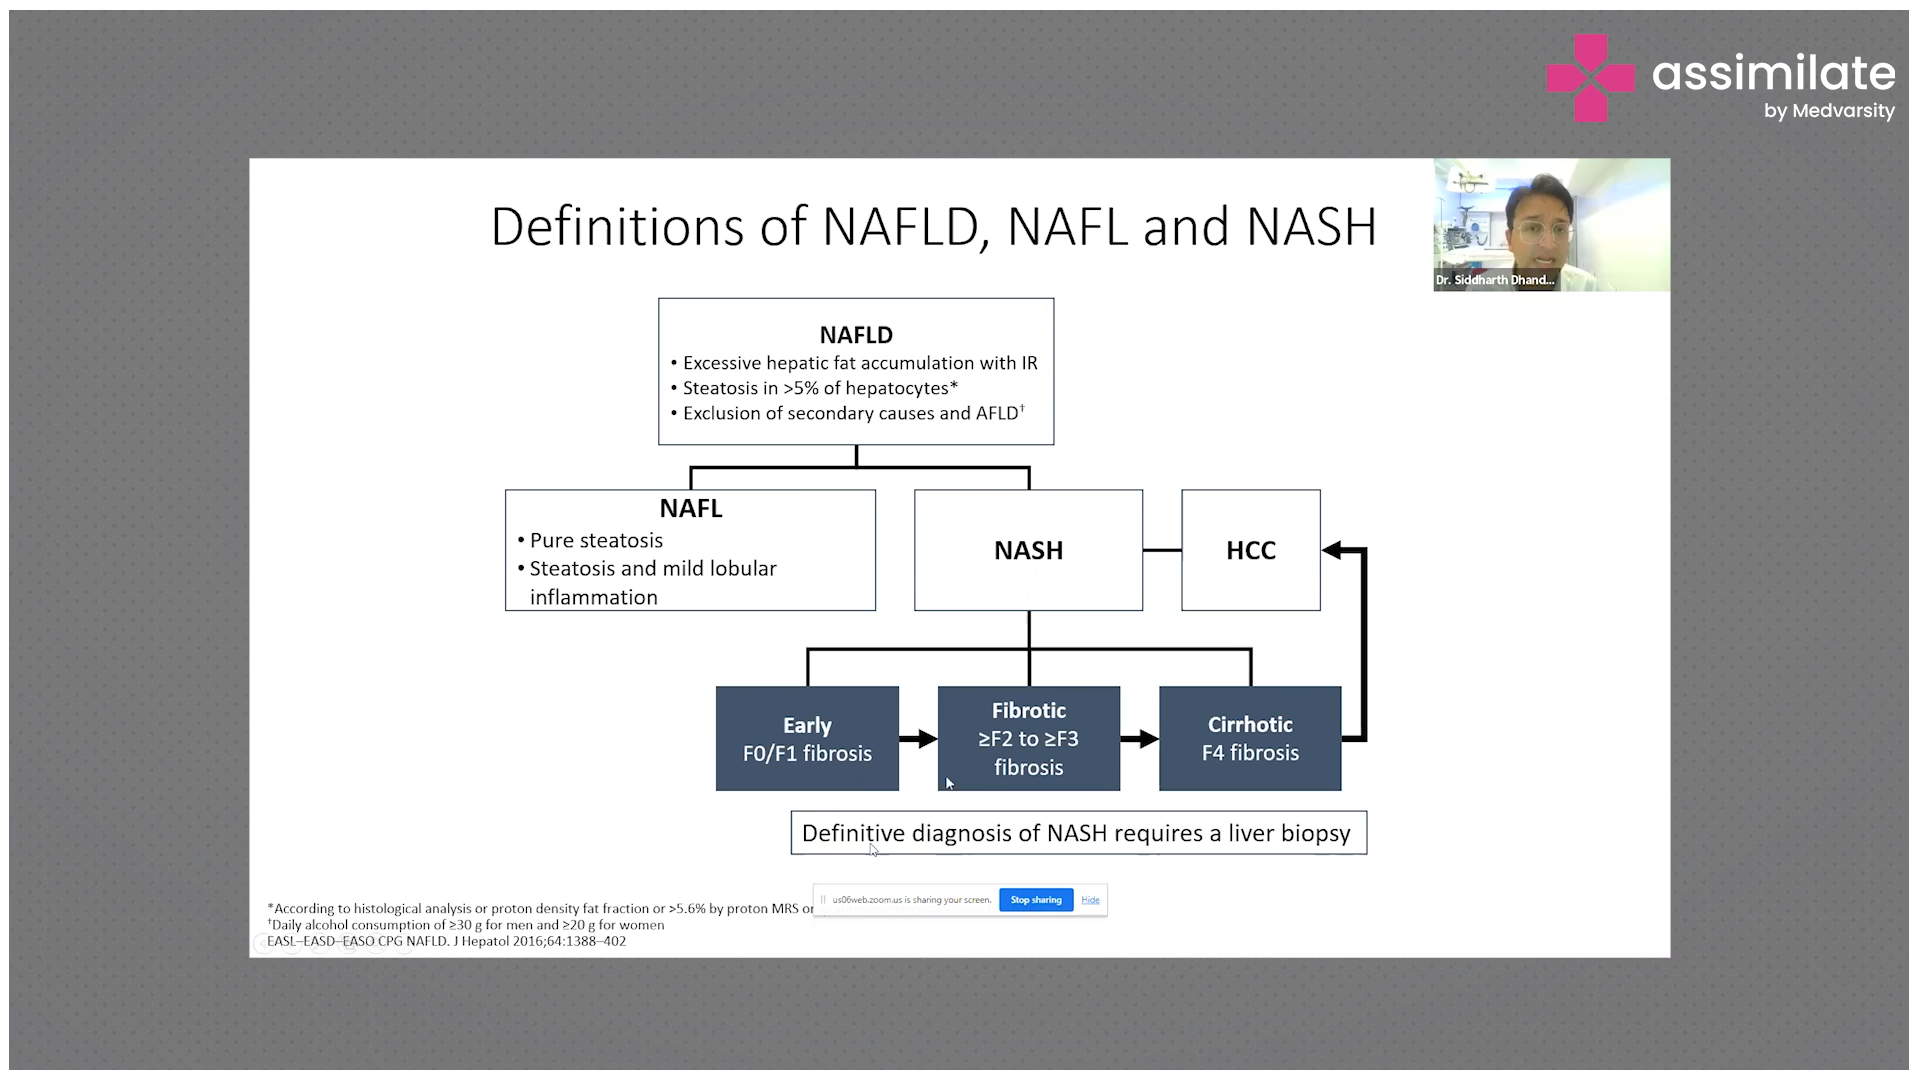 assimilate
by Medvarsity
Definitions of NAFLD, NAFL and NASH
Dr. Siddharth Dhand...
NAFLD
• Excessive hepatic fat accumulation with IR
• Steatosis in >5% of hepatocytes*
• Exclusion of secondary causes and AFLD†
NAFL
• Pure steatosis
• Steatosis and mild lobular
inflammation
NASH
HCC
Early
F0/F1 fibrosis
Fibrotic
≥F2 to ≥F3
fibrosis
Cirrhotic
F4 fibrosis
Definitive diagnosis of NASH requires a liver biopsy
us06web.zoom.us is sharing your screen.
Stop sharing
Hide
*According to histological analysis or proton density fat fraction or >5.6% by proton MRS or
†Daily alcohol consumption of ≥30 g for men and ≥20 g for women
EASL–EASD–EASO CPG NAFLD. J Hepatol 2016;64:1388–402